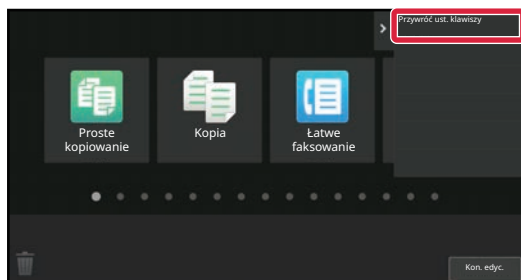 Przywróć ust. klawiszy
Proste
kopiowanie
Kopia
Łatwe
faksowanie
Kon. edyc.